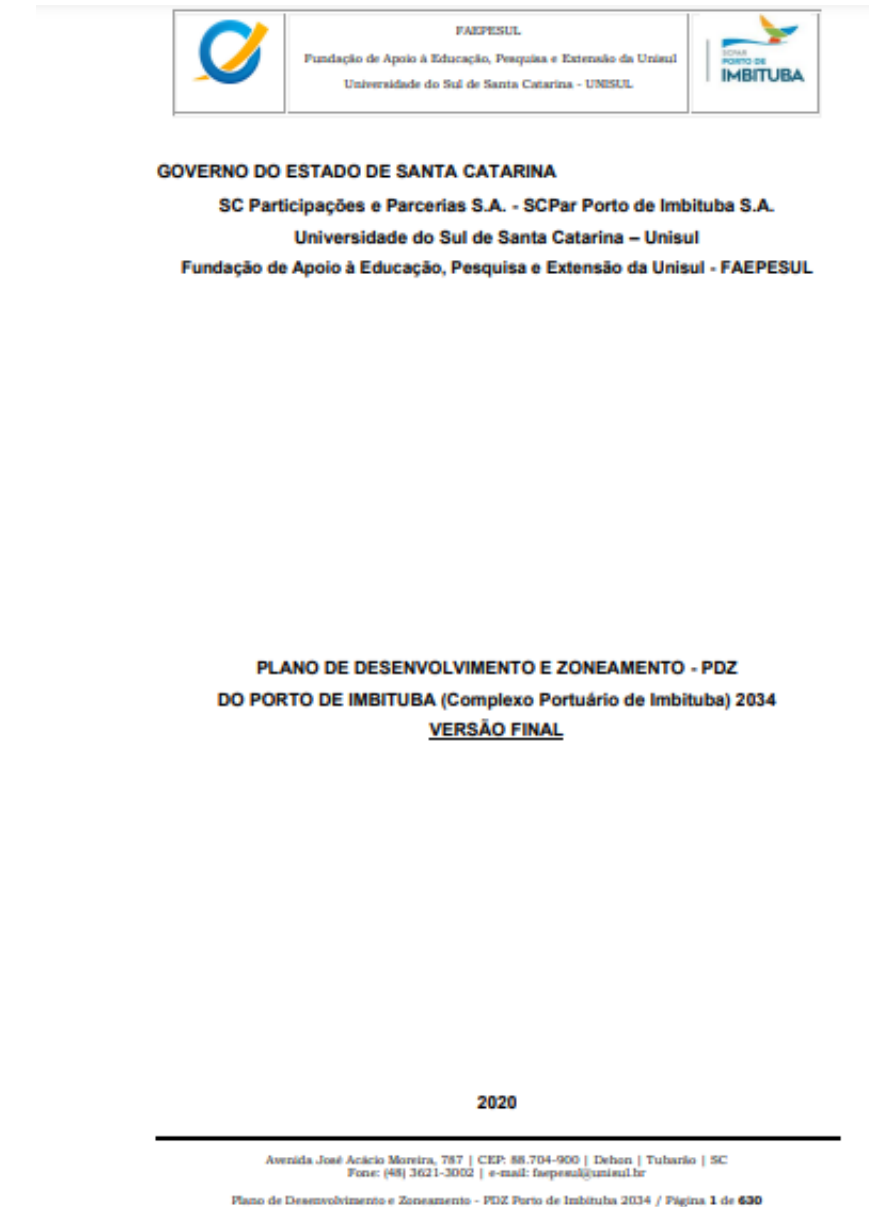 FAEPESUL
Fundação de Apoio à Educação, Pesquisa e Extensão da Unisul
Universidade do Sul de Santa Catarina - UNISUL
SCPAR
PORTO DE
IMBITUBA
GOVERNO DO ESTADO DE SANTA CATARINA
SC Participações e Parcerias S.A. - SCPar Porto de Imbituba S.A.
Universidade do Sul de Santa Catarina – Unisul
Fundação de Apoio à Educação, Pesquisa e Extensão da Unisul - FAEPESUL
PLANO DE DESENVOLVIMENTO E ZONEAMENTO - PDZ
DO PORTO DE IMBITUBA (Complexo Portuário de Imbituba) 2034
VERSÃO FINAL
2020
Avenida José Acácio Moreira, 787 | CEP: 88.704-900 | Dehon | Tubarão | SC
Fone: (48) 3621-3002 | e-mail: faepesul@unisul.br
Plano de Desenvolvimento e Zoneamento - PDZ Porto de Imbituba 2034 / Página 1 de 630